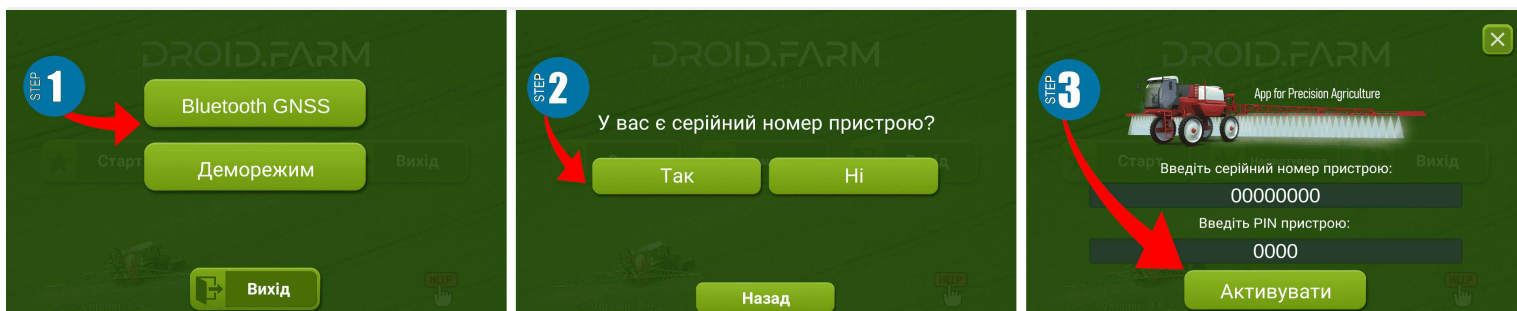 DROID.FARM
STEP 1
Bluetooth GNSS
Старт
Вихід
Деморежим
Вихід
HELP
DROID.FARM
STEP 2
У вас є серійний номер пристрою?
Так
Ні
Назад
HELP
DROID.FARM
STEP 3
App for Precision Agriculture
Старт
Налаштування
Вихід
Введіть серійний номер пристрою:
00000000
Введіть PIN пристрою:
0000
Активувати
HELP